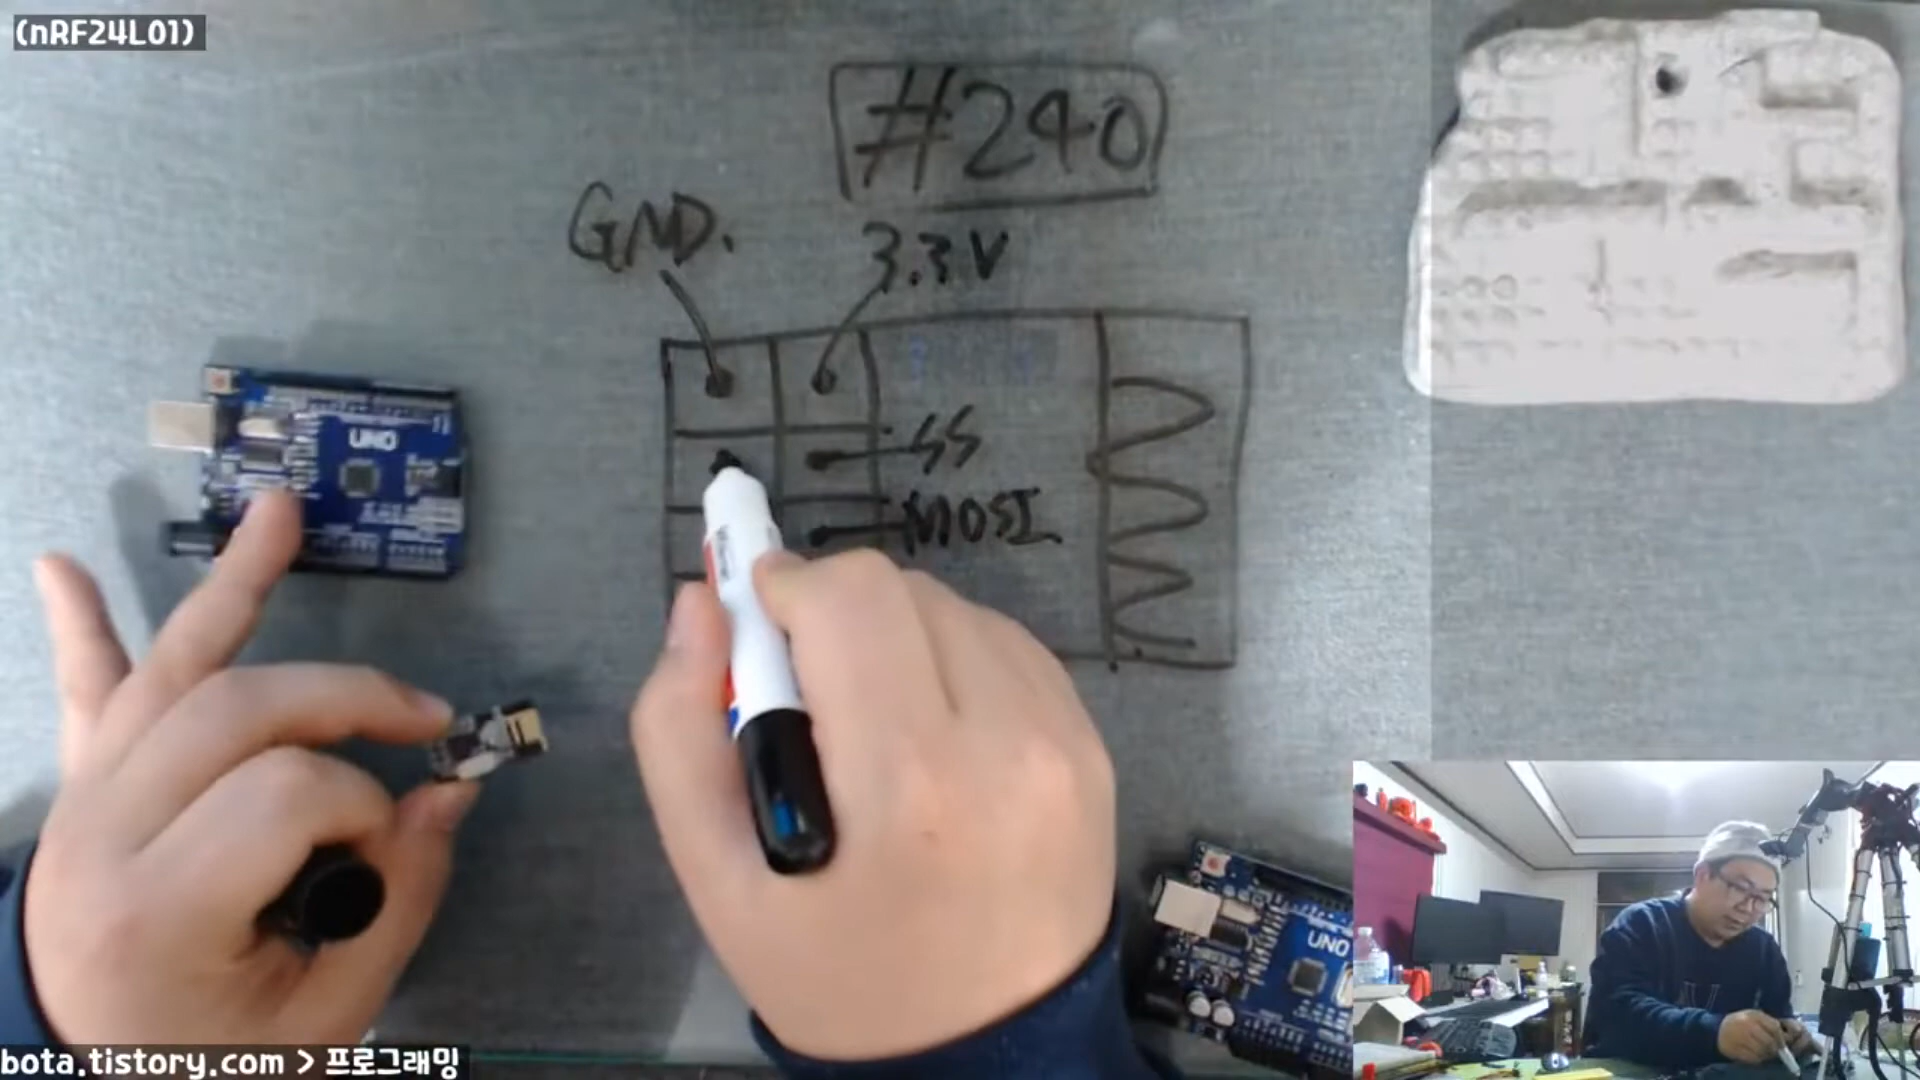 (nRF24L01)
#240
GND.
3.3V
SS
MOSI
UNO
UNO
bota.tistory.com > 프로그래밍